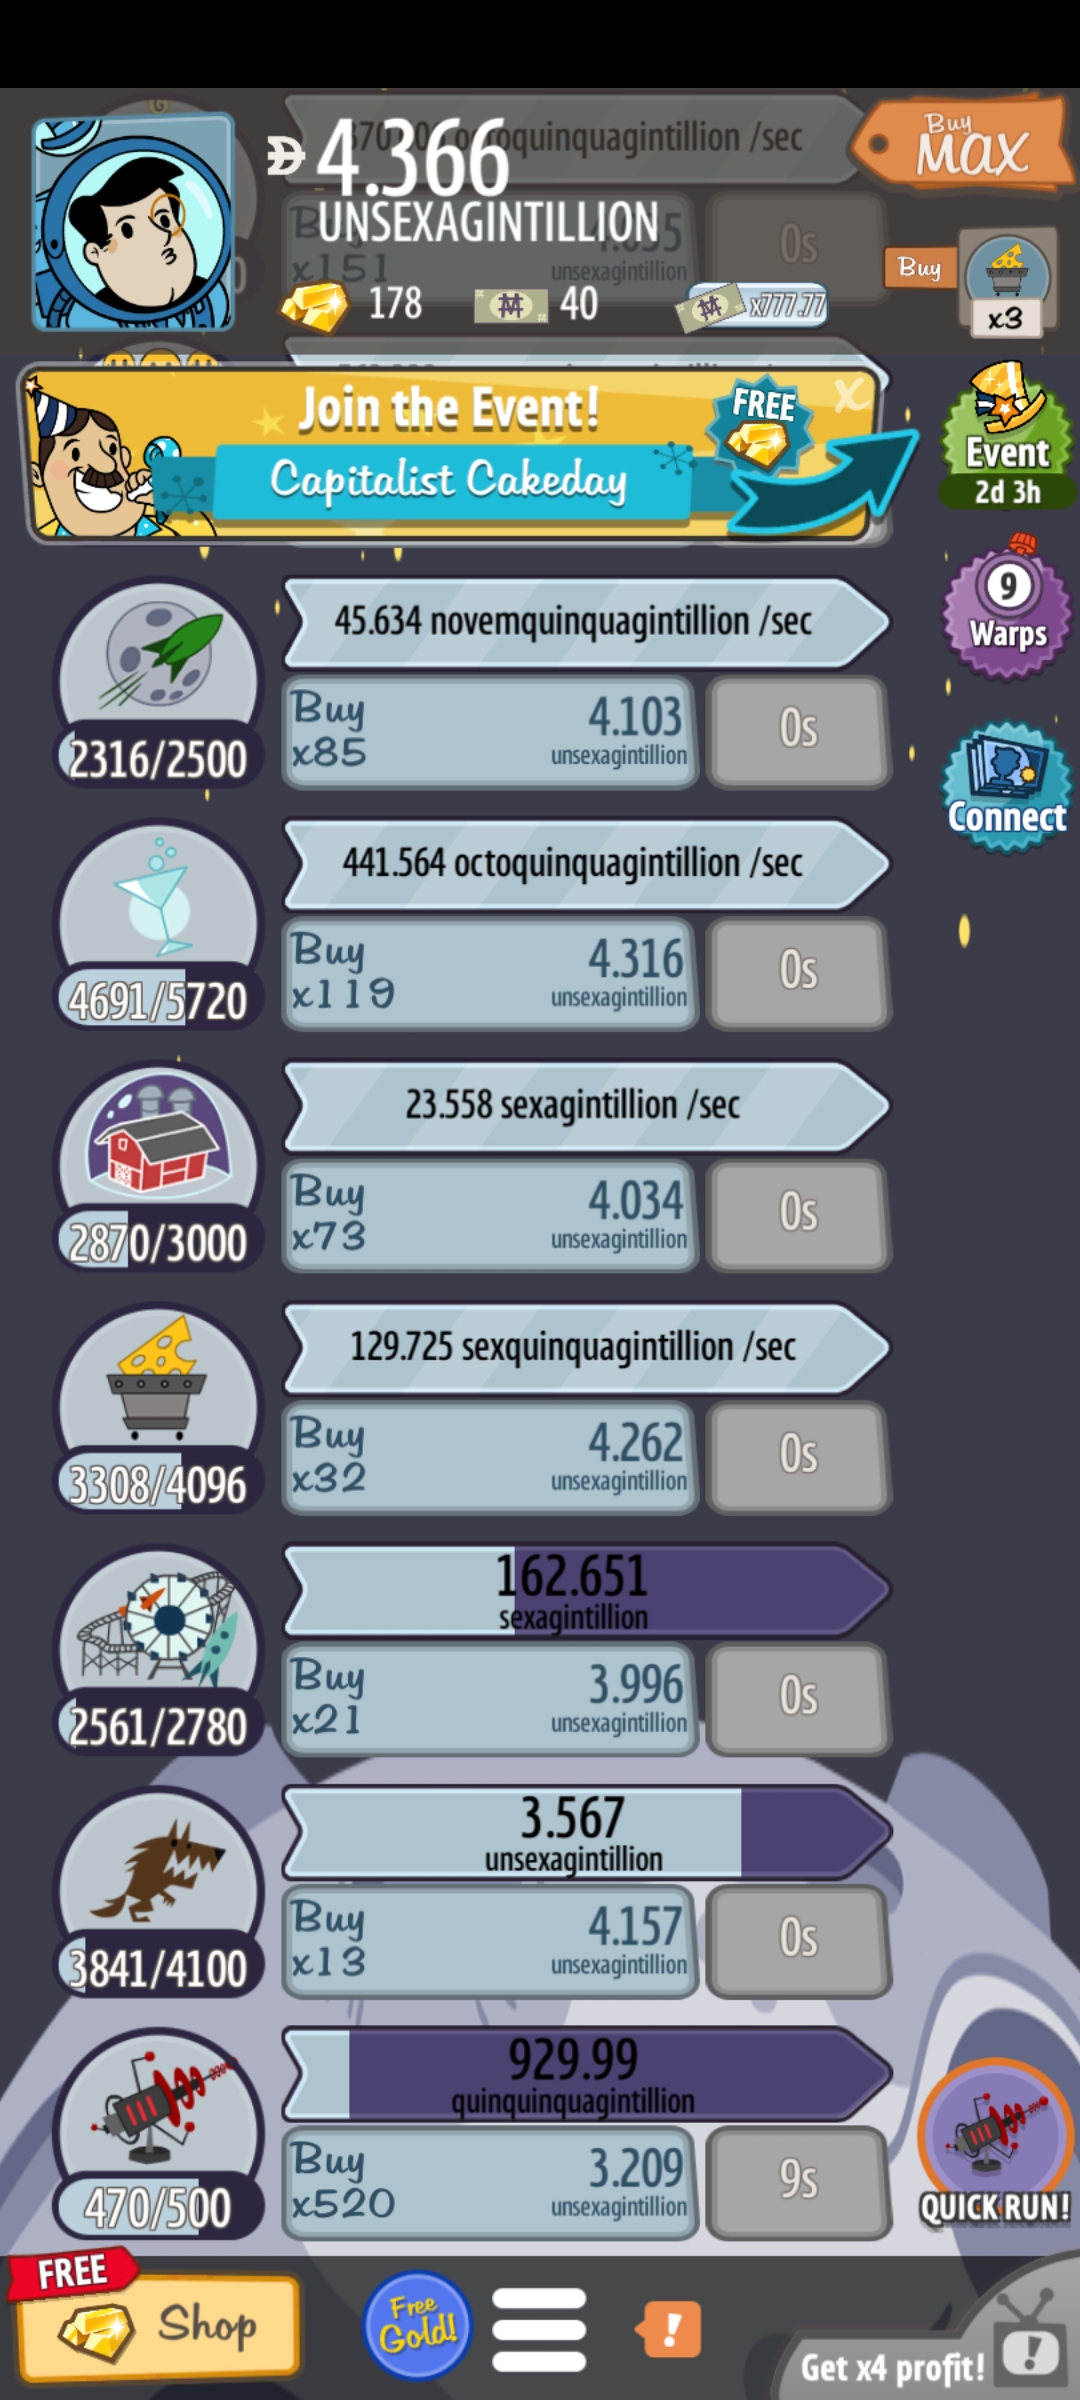 4.366
UNSEXAGINTILLION
octoquinquagintillion /sec
Buy
MAX
x151
unsexagintillion
0s
178
40
x777.77
Buy
x3
Join the Event!
Capitalist Cakeday
FREE
X
Event
2d 3h
45.634 novemquinquagintillion /sec
Buy
x85
4.103
unsexagintillion
0s
2316/2500
9
Warps
Connect
441.564 octoquinquagintillion /sec
Buy
x119
4.316
unsexagintillion
0s
4691/5720
23.558 sexagintillion /sec
Buy
x73
4.034
unsexagintillion
0s
2870/3000
129.725 sexquinquagintillion /sec
Buy
x32
4.262
unsexagintillion
0s
3308/4096
162.651
sexagintillion
Buy
x21
3.996
unsexagintillion
0s
2561/2780
3.567
unsexagintillion
Buy
x13
4.157
unsexagintillion
0s
3841/4100
929.99
quinquinquagintillion
Buy
x520
3.209
unsexagintillion
9s
470/500
QUICK RUN!
FREE
Shop
Free
Gold!
!
Get x4 profit!
!